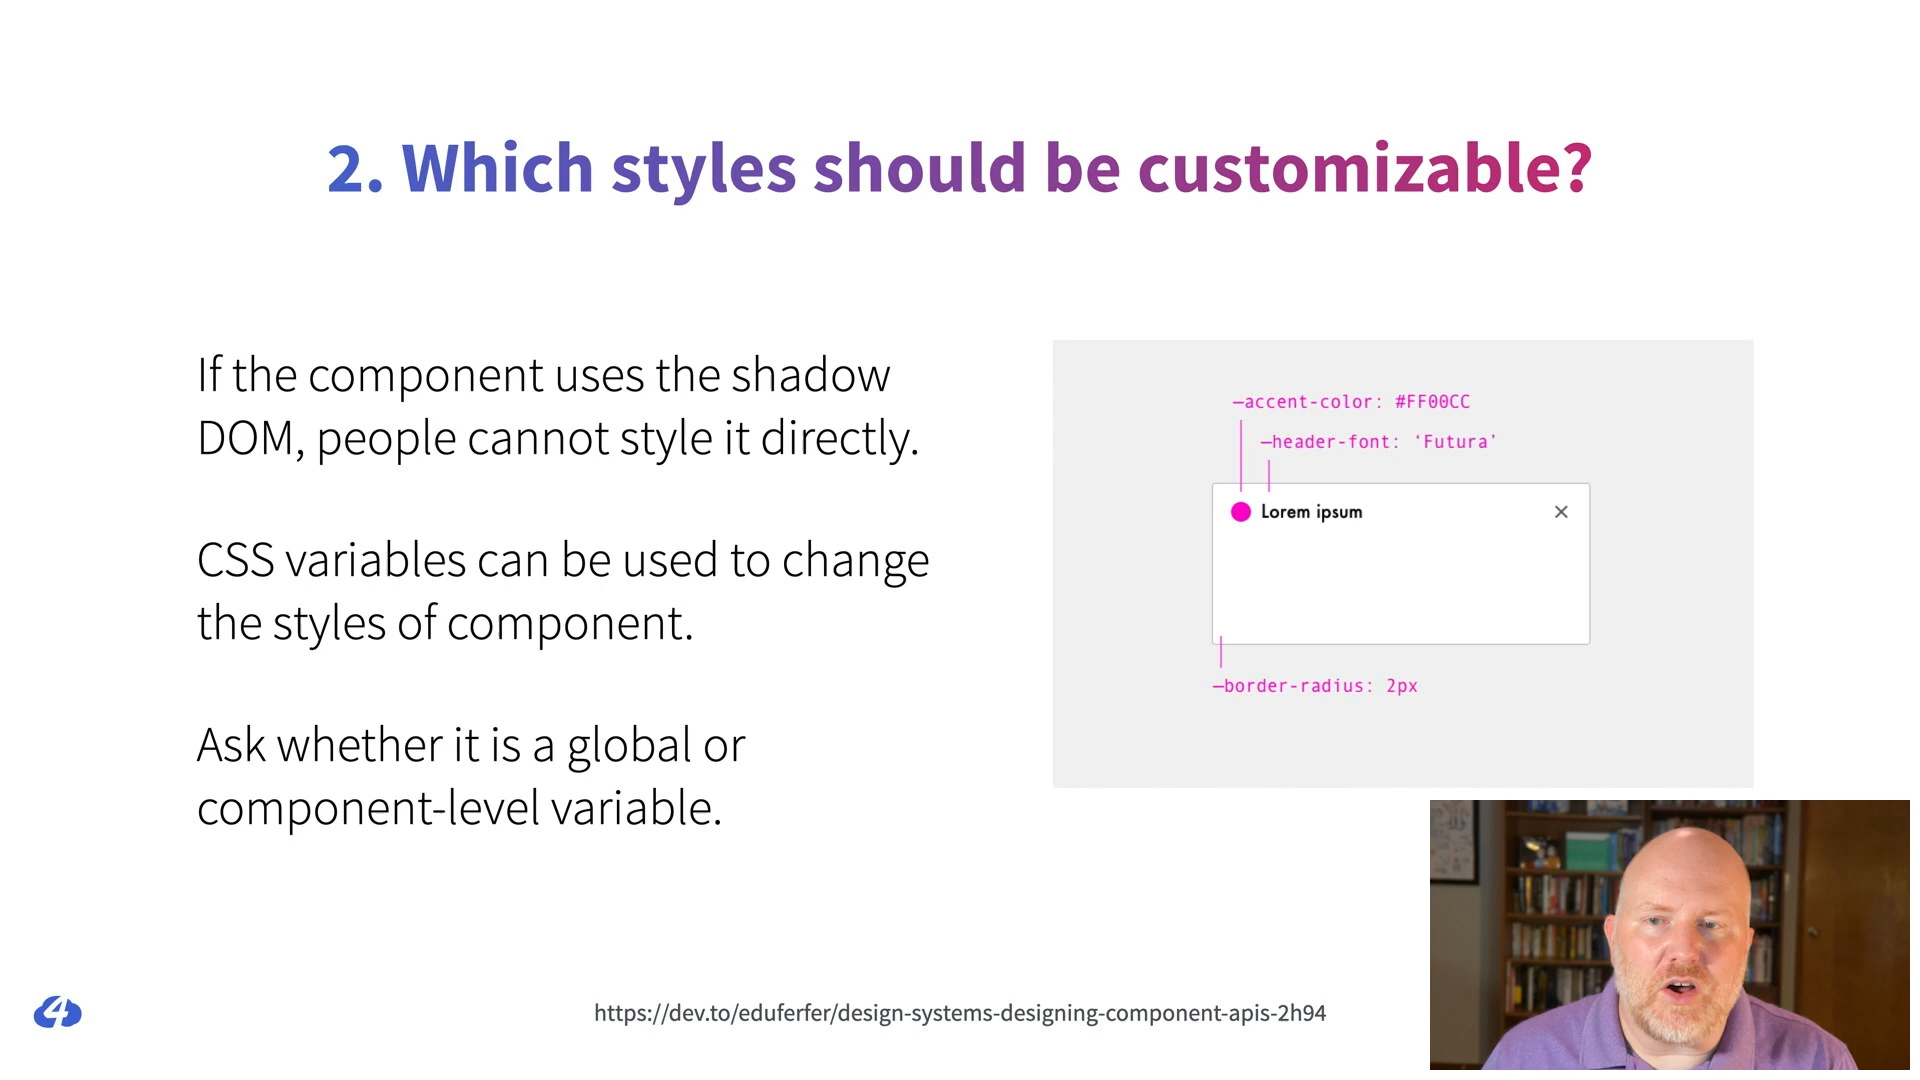 2. Which styles should be customizable?
If the component uses the shadow
DOM, people cannot style it directly.
CSS variables can be used to change
the styles of component.
Ask whether it is a global or
component-level variable.
—accent-color: #FF00CC
—header-font: ‘Futura’
Lorem ipsum
—border-radius: 2px
4
https://dev.to/eduferfer/design-systems-designing-component-apis-2h94